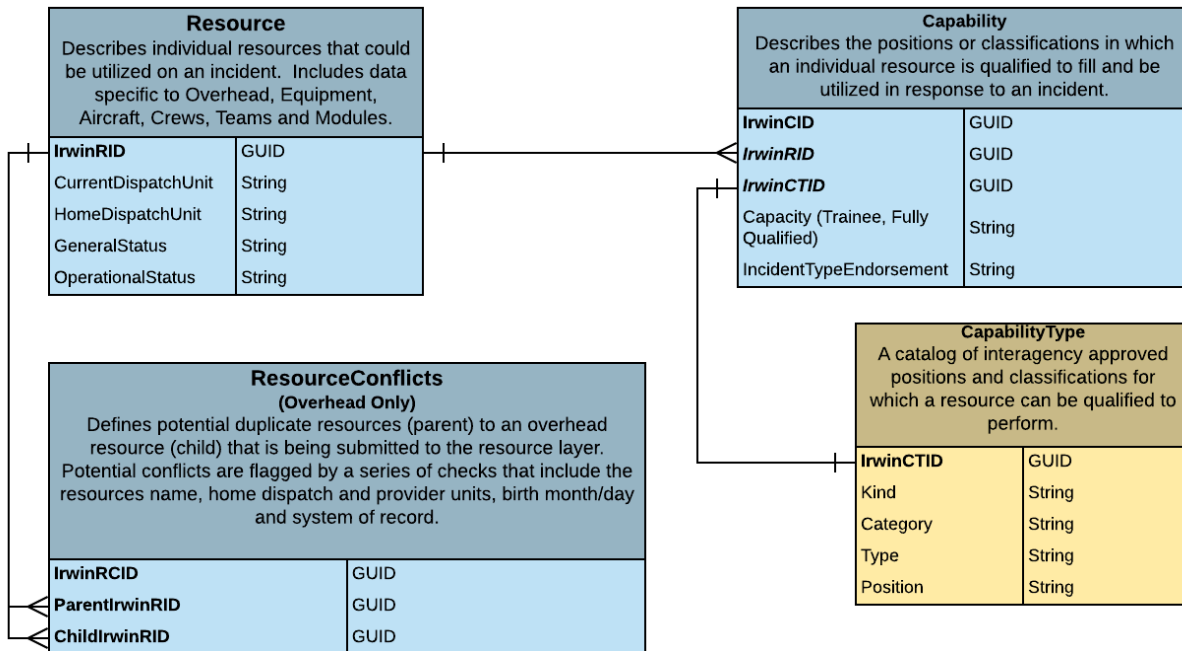 Resource
Describes individual resources that could
be utilized on an incident. Includes data
specific to Overhead, Equipment,
Aircraft, Crews, Teams and Modules.
IrwinRID GUID
CurrentDispatchUnit String
HomeDispatchUnit String
GeneralStatus String
OperationalStatus String
Capability
Describes the positions or classifications in which
an individual resource is qualified to fill and be
utilized in response to an incident.
IrwinCID GUID
IrwinRID GUID
IrwinCTID GUID
Capacity (Trainee, Fully
Qualified) String
IncidentTypeEndorsement String
ResourceConflicts
(Overhead Only)
Defines potential duplicate resources (parent) to an overhead
resource (child) that is being submitted to the resource layer.
Potential conflicts are flagged by a series of checks that include the
resources name, home dispatch and provider units, birth month/day
and system of record.
IrwinRCID GUID
ParentIrwinRID GUID
ChildIrwinRID GUID
CapabilityType
A catalog of interagency approved
positions and classifications for
which a resource can be qualified to
perform.
IrwinCTID GUID
Kind String
Category String
Type String
Position String